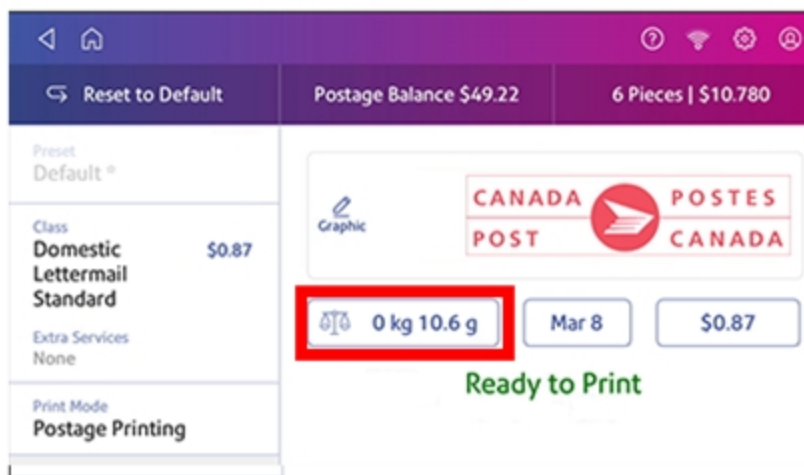 Reset to Default
Postage Balance $49.22
6 Pieces | $10.780
Preset
Default *
Class
Domestic $0.87
Lettermail
Standard
Extra Services
None
Print Mode
Postage Printing
Graphic
CANADA POSTES
POST CANADA
0 kg 10.6 g
Mar 8
$0.87
Ready to Print